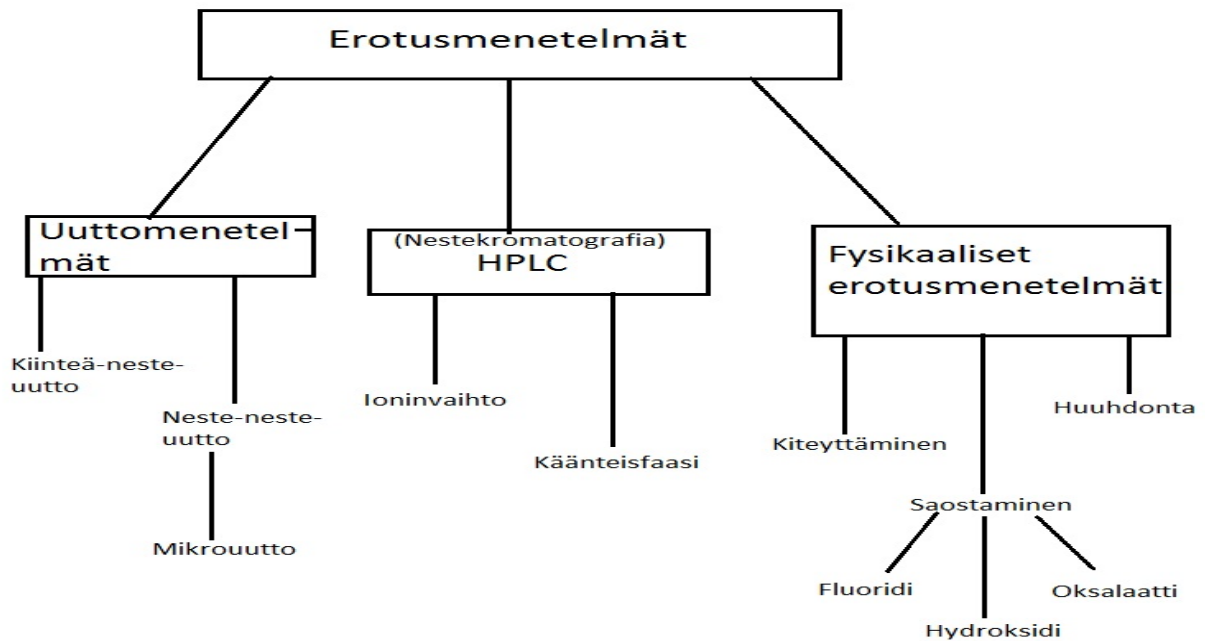 Erotusmenetelmät
Uuttomenetel-
mät
(Nestekromatografia)
HPLC
Fysikaaliset
erotusmenetelmät
Kiinteä-neste-
uutto
Neste-neste-
uutto
Mikrouutto
Ioninvaihto
Käänteisfaasi
Kiteyttäminen
Huuhdonta
Saostaminen
Fluoridi
Oksalaatti
Hydroksidi